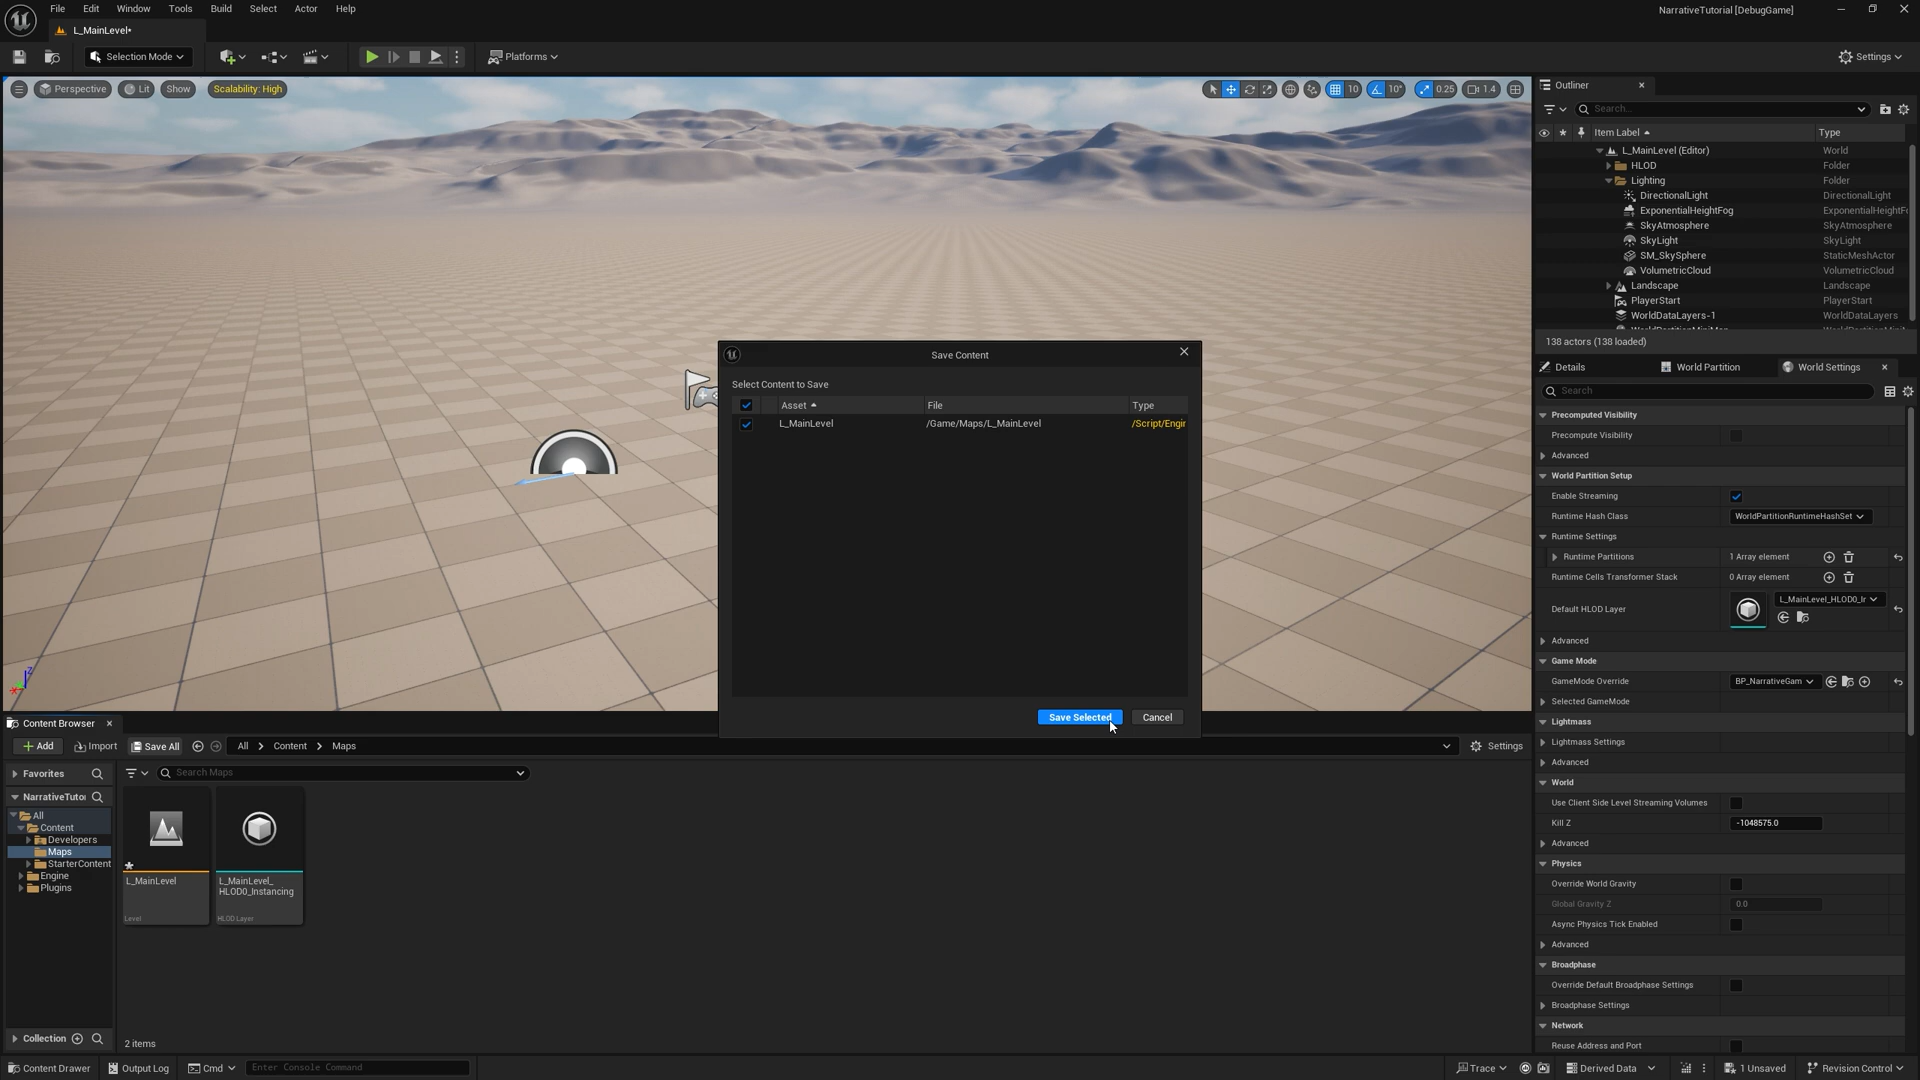 File Edit Window Tools Build Select Actor Help
NarrativeTutorial [DebugGame]
L_MainLevel*
Selection Mode
Platforms
Settings
Perspective Lit Show Scalability: High
10 10° 0.25 1.4
Outliner
Search...
Item Label Type
L_MainLevel (Editor) World
HLOD Folder
Lighting Folder
DirectionalLight DirectionalLight
ExponentialHeightFog ExponentialHeightF
SkyAtmosphere SkyAtmosphere
SkyLight SkyLight
SM_SkySphere StaticMeshActor
VolumetricCloud VolumetricCloud
Landscape Landscape
PlayerStart PlayerStart
WorldDataLayers-1 WorldDataLayers
138 actors (138 loaded)
Details World Partition World Settings
Search
Precomputed Visibility
Precompute Visibility
Advanced
World Partition Setup
Enable Streaming
Runtime Hash Class WorldPartitionRuntimeHashSet
Runtime Settings
Runtime Partitions 1 Array element
Runtime Cells Transformer Stack 0 Array element
Default HLOD Layer L_MainLevel_HLOD0_Ir
Advanced
Game Mode
GameMode Override BP_NarrativeGam
Selected GameMode
Lightmass
Lightmass Settings
Advanced
World
Use Client Side Level Streaming Volumes
Kill Z -1048575.0
Advanced
Physics
Override World Gravity
Global Gravity Z 0.0
Async Physics Tick Enabled
Advanced
Broadphase
Override Default Broadphase Settings
Broadphase Settings
Network
Reuse Address and Port
Save Content
Select Content to Save
Asset File Type
L_MainLevel /Game/Maps/L_MainLevel /Script/Engir
Save Selected Cancel
Content Browser
Add Import Save All All Content Maps Settings
Favorites
NarrativeTuto
All
Content
Developers
Maps
StarterContent
Engine
Plugins
Collection
Search Maps
L_MainLevel
Level
L_MainLevel_
HLOD0_Instancing
HLOD Layer
2 items
Content Drawer Output Log Cmd Enter Console Command
Trace Derived Data 1 Unsaved Revision Control